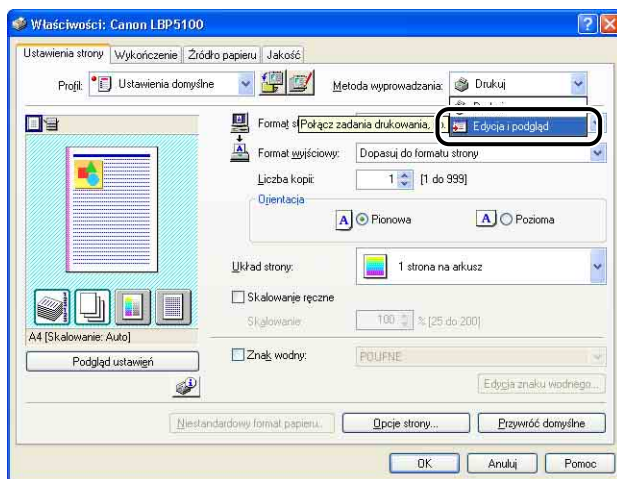 Właściwości: Canon LBP5100
Ustawienia strony Wykończenie Źródło papieru Jakość
Profil: Ustawienia domyślne Metoda wyprowadzania: Drukuj
Połącz zadania drukowania, Edycja i podgląd
Format wyjściowy: Dopasuj do formatu strony
Liczba kopii: 1 [1 do 999]
Orientacja
A Pionowa A Pozioma
Układ strony: 1 strona na arkusz
Skalowanie ręczne
Skalowanie: 100 % [25 do 200]
A4 [Skalowanie: Auto]
Podgląd ustawień
Znak wodny: POUFNE
Edycja znaku wodnego...
Niestandardowy format papieru... Opcje strony... Przywróć domyślne
OK Anuluj Pomoc